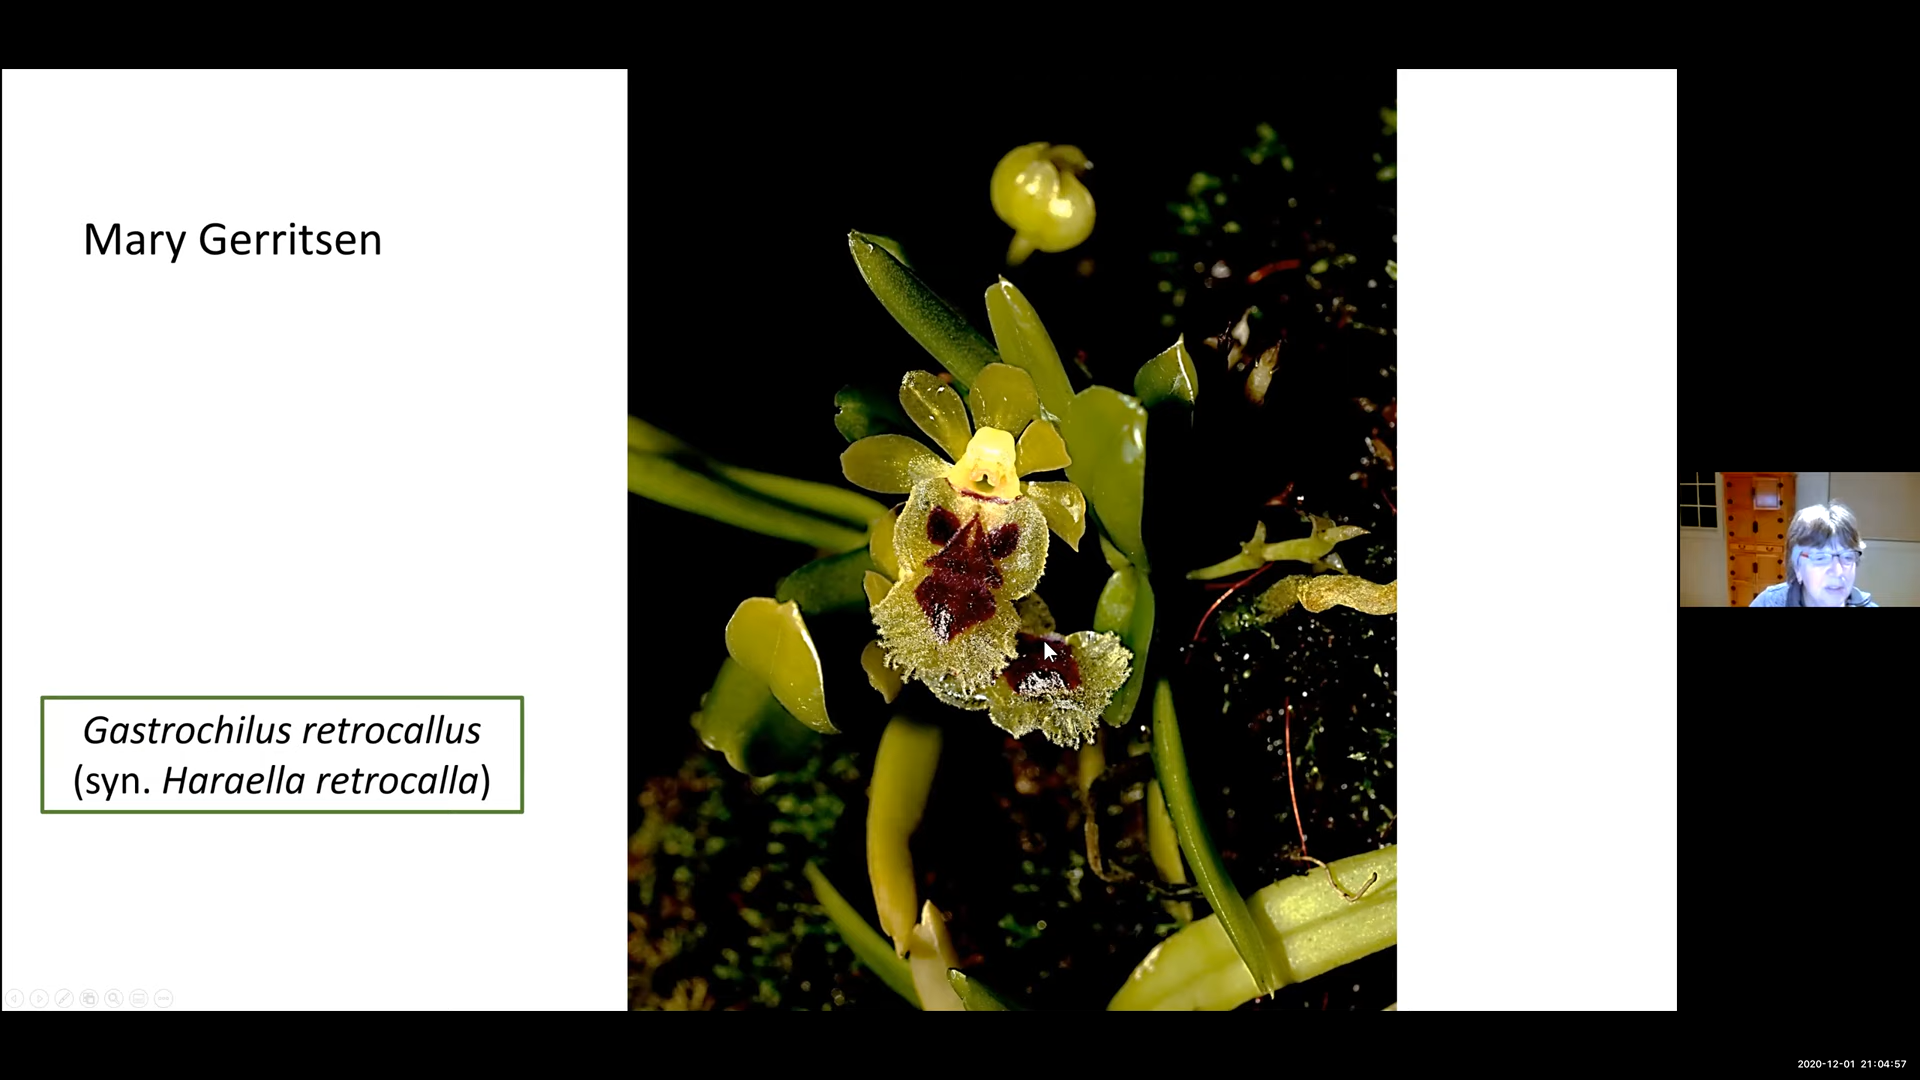 Mary Gerritsen
Gastrochilus retrocallus
(syn. Haraella retrocalla)
2020-12-01 21:04:57